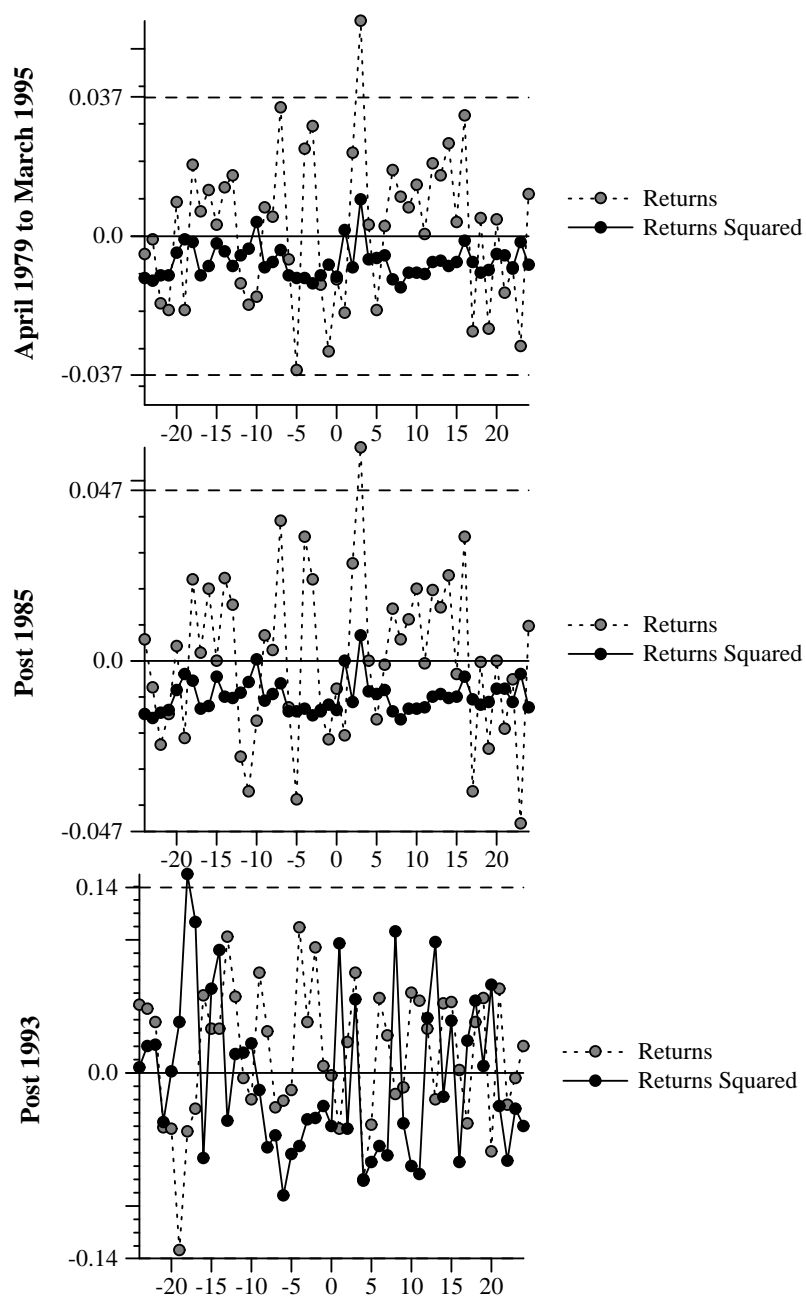 April 1979 to March 1995
0.037
0.0
-0.037
-20 -15 -10 -5 0 5 10 15 20
Returns
Returns Squared
Post 1985
0.047
0.0
-0.047
-20 -15 -10 -5 0 5 10 15 20
Returns
Returns Squared
Post 1993
0.14
0.0
-0.14
-20 -15 -10 -5 0 5 10 15 20
Returns
Returns Squared